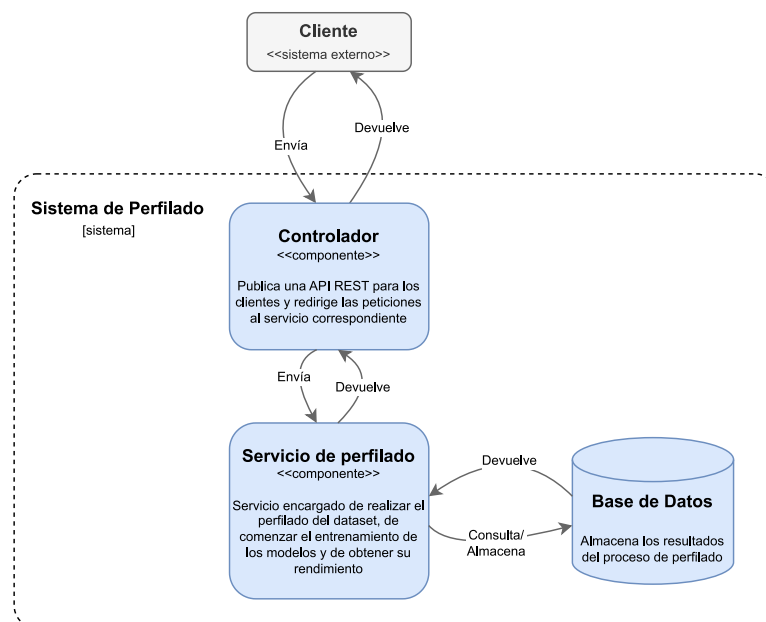 Cliente
<<sistema externo>>
Devuelve
Envía
Sistema de Perfilado
[sistema]
Controlador
<<componente>>
Publica una API REST para los
clientes y redirige las peticiones
al servicio correspondiente
Envía
Devuelve
Servicio de perfilado
<<componente>>
Servicio encargado de realizar el
perfilado del dataset, de
comenzar el entrenamiento de
los modelos y de obtener su
rendimiento
Devuelve
Consulta/
Almacena
Base de Datos
Almacena los resultados
del proceso de perfilado